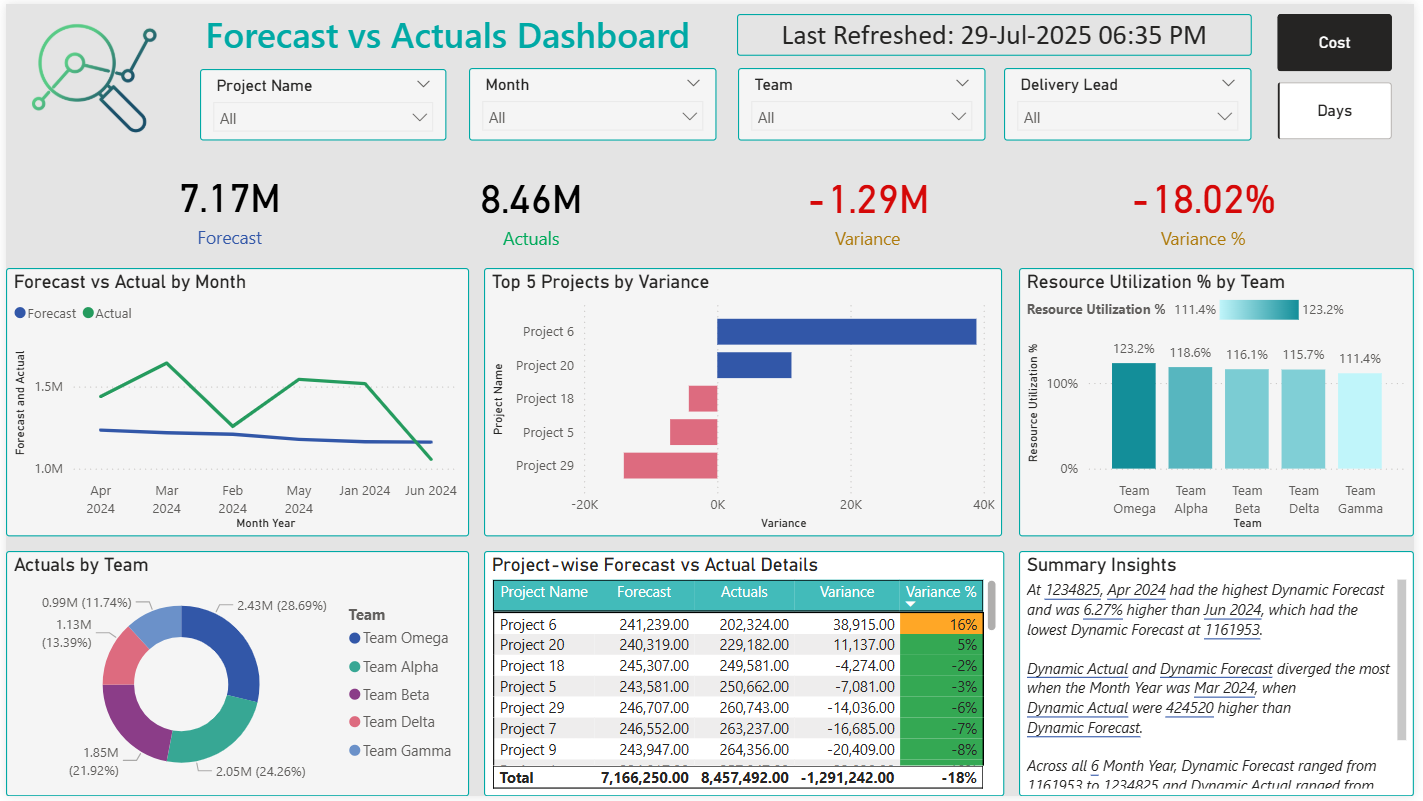 Forecast vs Actuals Dashboard
Last Refreshed: 29-Jul-2025 06:35 PM
Cost
Days
Project Name
All
Month
All
Team
All
Delivery Lead
All
7.17M
Forecast
8.46M
Actuals
-1.29M
Variance
-18.02%
Variance %
Forecast vs Actual by Month
Forecast Actual
Forecast and Actual
1.5M
1.0M
Apr
2024
Mar
2024
Feb
2024
May
2024
Jan 2024
Jun 2024
Month Year
Top 5 Projects by Variance
Project Name
Project 6
Project 20
Project 18
Project 5
Project 29
-20K 0K 20K 40K
Variance
Resource Utilization % by Team
Resource Utilization % 111.4% 123.2%
Resource Utilization %
100%
0%
123.2% 118.6% 116.1% 115.7% 111.4%
Team
Omega
Team
Alpha
Team
Beta
Team
Delta
Team
Gamma
Team
Actuals by Team
0.99M (11.74%)
2.43M (28.69%)
1.13M
(13.39%)
1.85M
(21.92%)
2.05M (24.26%)
Team
Team Omega
Team Alpha
Team Beta
Team Delta
Team Gamma
Project-wise Forecast vs Actual Details
Project Name Forecast Actuals Variance Variance %
Project 6 241,239.00 202,324.00 38,915.00 16%
Project 20 240,319.00 229,182.00 11,137.00 5%
Project 18 245,307.00 249,581.00 -4,274.00 -2%
Project 5 243,581.00 250,662.00 -7,081.00 -3%
Project 29 246,707.00 260,743.00 -14,036.00 -6%
Project 7 246,552.00 263,237.00 -16,685.00 -7%
Project 9 243,947.00 264,356.00 -20,409.00 -8%
Total 7,166,250.00 8,457,492.00 -1,291,242.00 -18%
Summary Insights
At 1234825, Apr 2024 had the highest Dynamic Forecast
and was 6.27% higher than Jun 2024, which had the
lowest Dynamic Forecast at 1161953.
Dynamic Actual and Dynamic Forecast diverged the most
when the Month Year was Mar 2024, when
Dynamic Actual were 424520 higher than
Dynamic Forecast.
Across all 6 Month Year, Dynamic Forecast ranged from
1161953 to 1234825 and Dynamic Actual ranged from